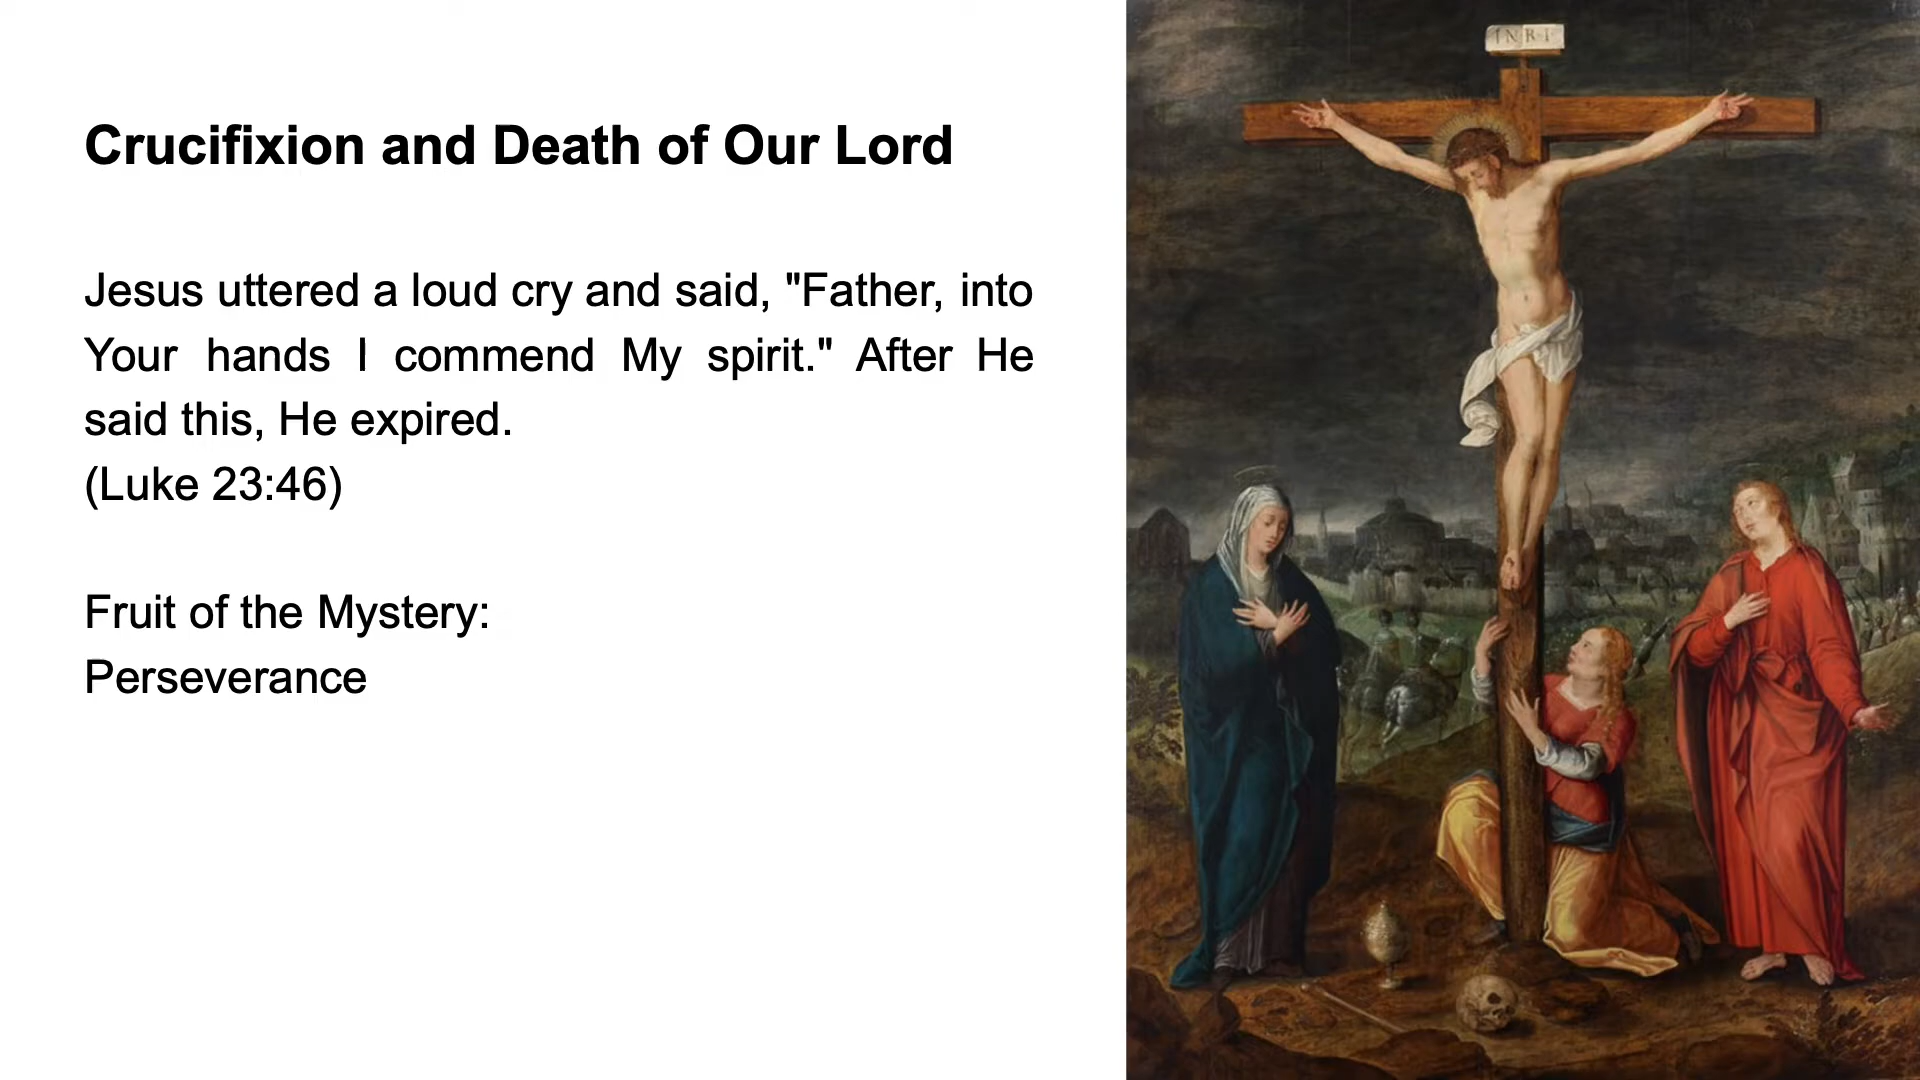 Crucifixion and Death of Our Lord
Jesus uttered a loud cry and said, "Father, into
Your hands I commend My spirit." After He
said this, He expired.
(Luke 23:46)
Fruit of the Mystery:
Perseverance
INRI